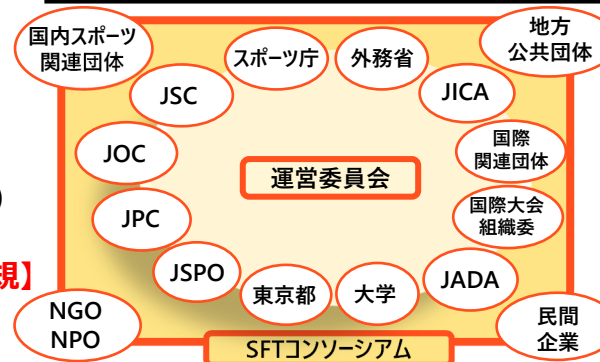 国内スポーツ
関連団体
スポーツ庁
外務省
地方
公共団体
JSC
JICA
JOC
国際
関連団体
運営委員会
)
JPC
国際大会
組織委
規】
JSPO
JADA
東京都
大学
NGO
NPO
民間
企業
SFTコンソーシアム